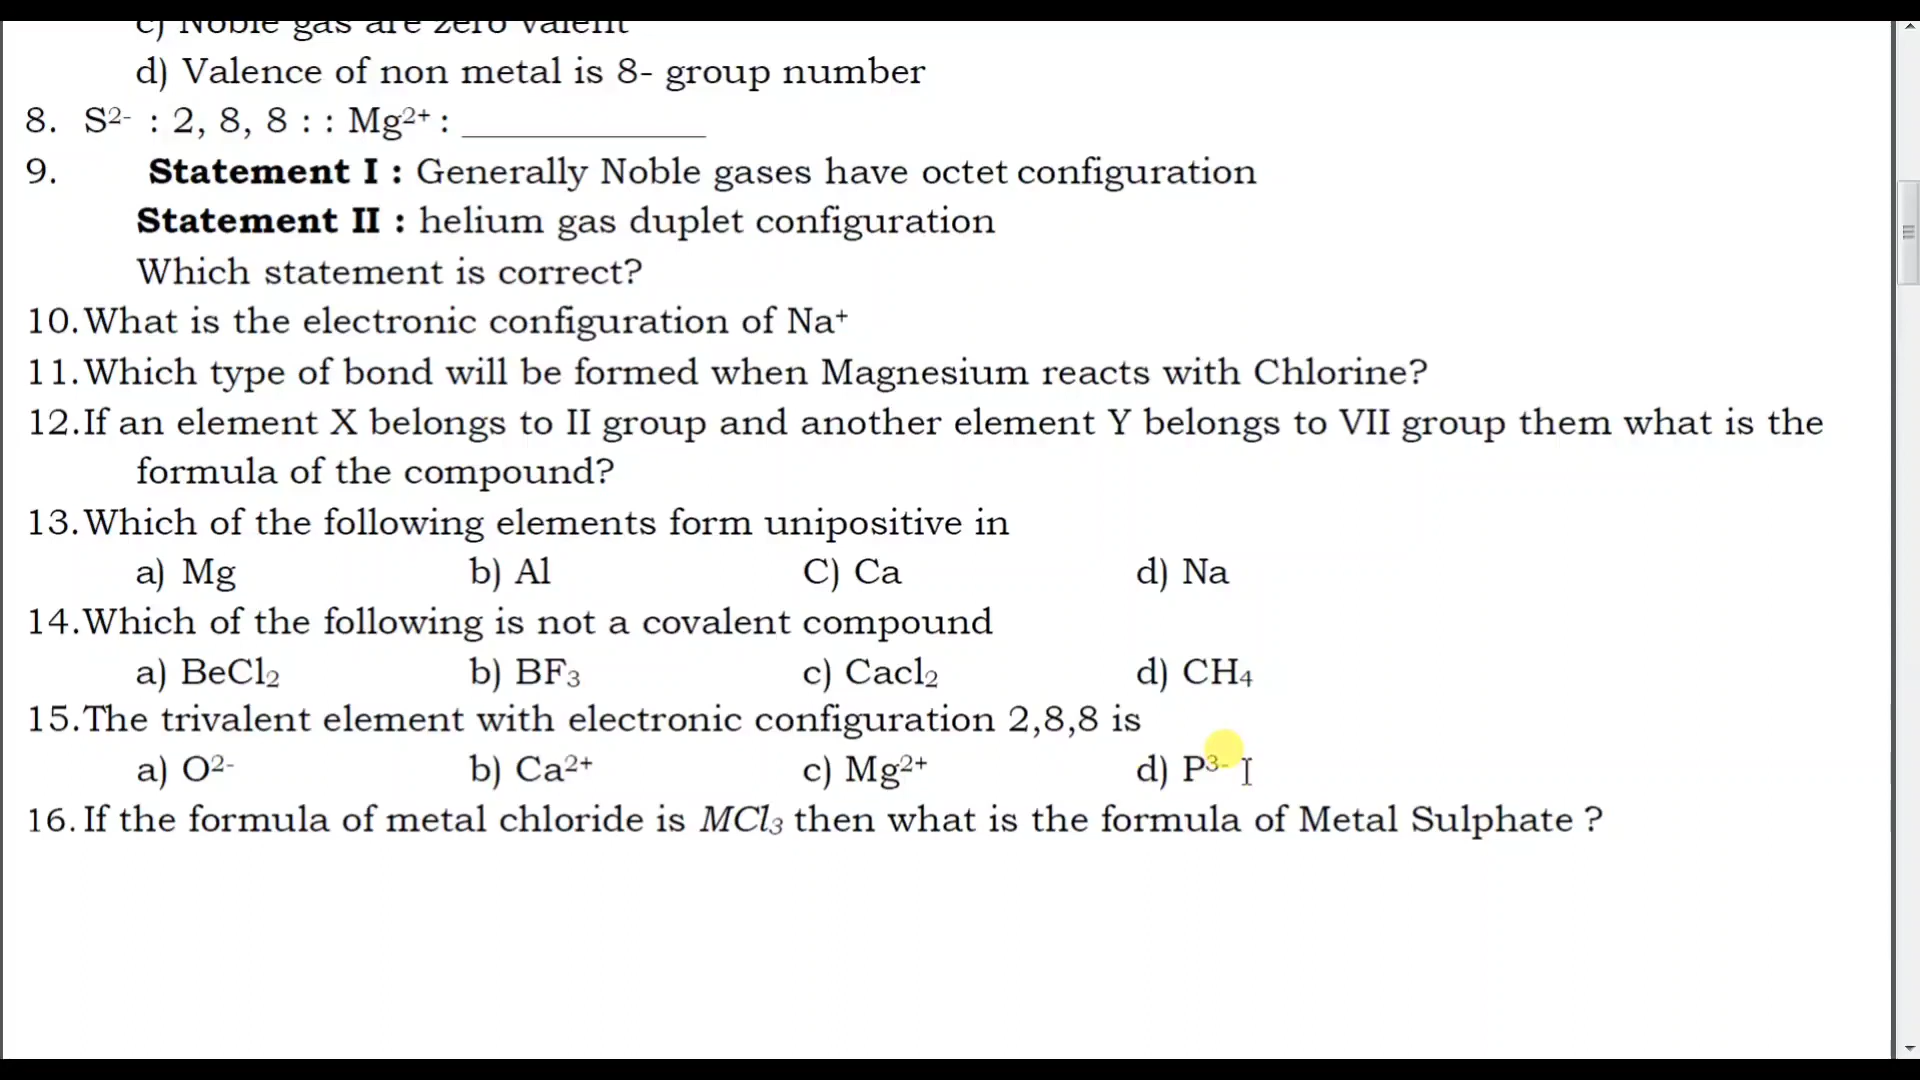 c) Noble gas are zero valent
d) Valence of non metal is 8- group number
8. S²⁻ : 2, 8, 8 : : Mg²⁺ : ____________
9. Statement I : Generally Noble gases have octet configuration
Statement II : helium gas duplet configuration
Which statement is correct?
10. What is the electronic configuration of Na⁺
11. Which type of bond will be formed when Magnesium reacts with Chlorine?
12. If an element X belongs to II group and another element Y belongs to VII group them what is the
formula of the compound?
13. Which of the following elements form unipositive in
a) Mg b) Al C) Ca d) Na
14. Which of the following is not a covalent compound
a) BeCl₂ b) BF₃ c) Cacl₂ d) CH₄
15. The trivalent element with electronic configuration 2,8,8 is
a) O²⁻ b) Ca²⁺ c) Mg²⁺ d) P³⁻
16. If the formula of metal chloride is MCl₃ then what is the formula of Metal Sulphate ?